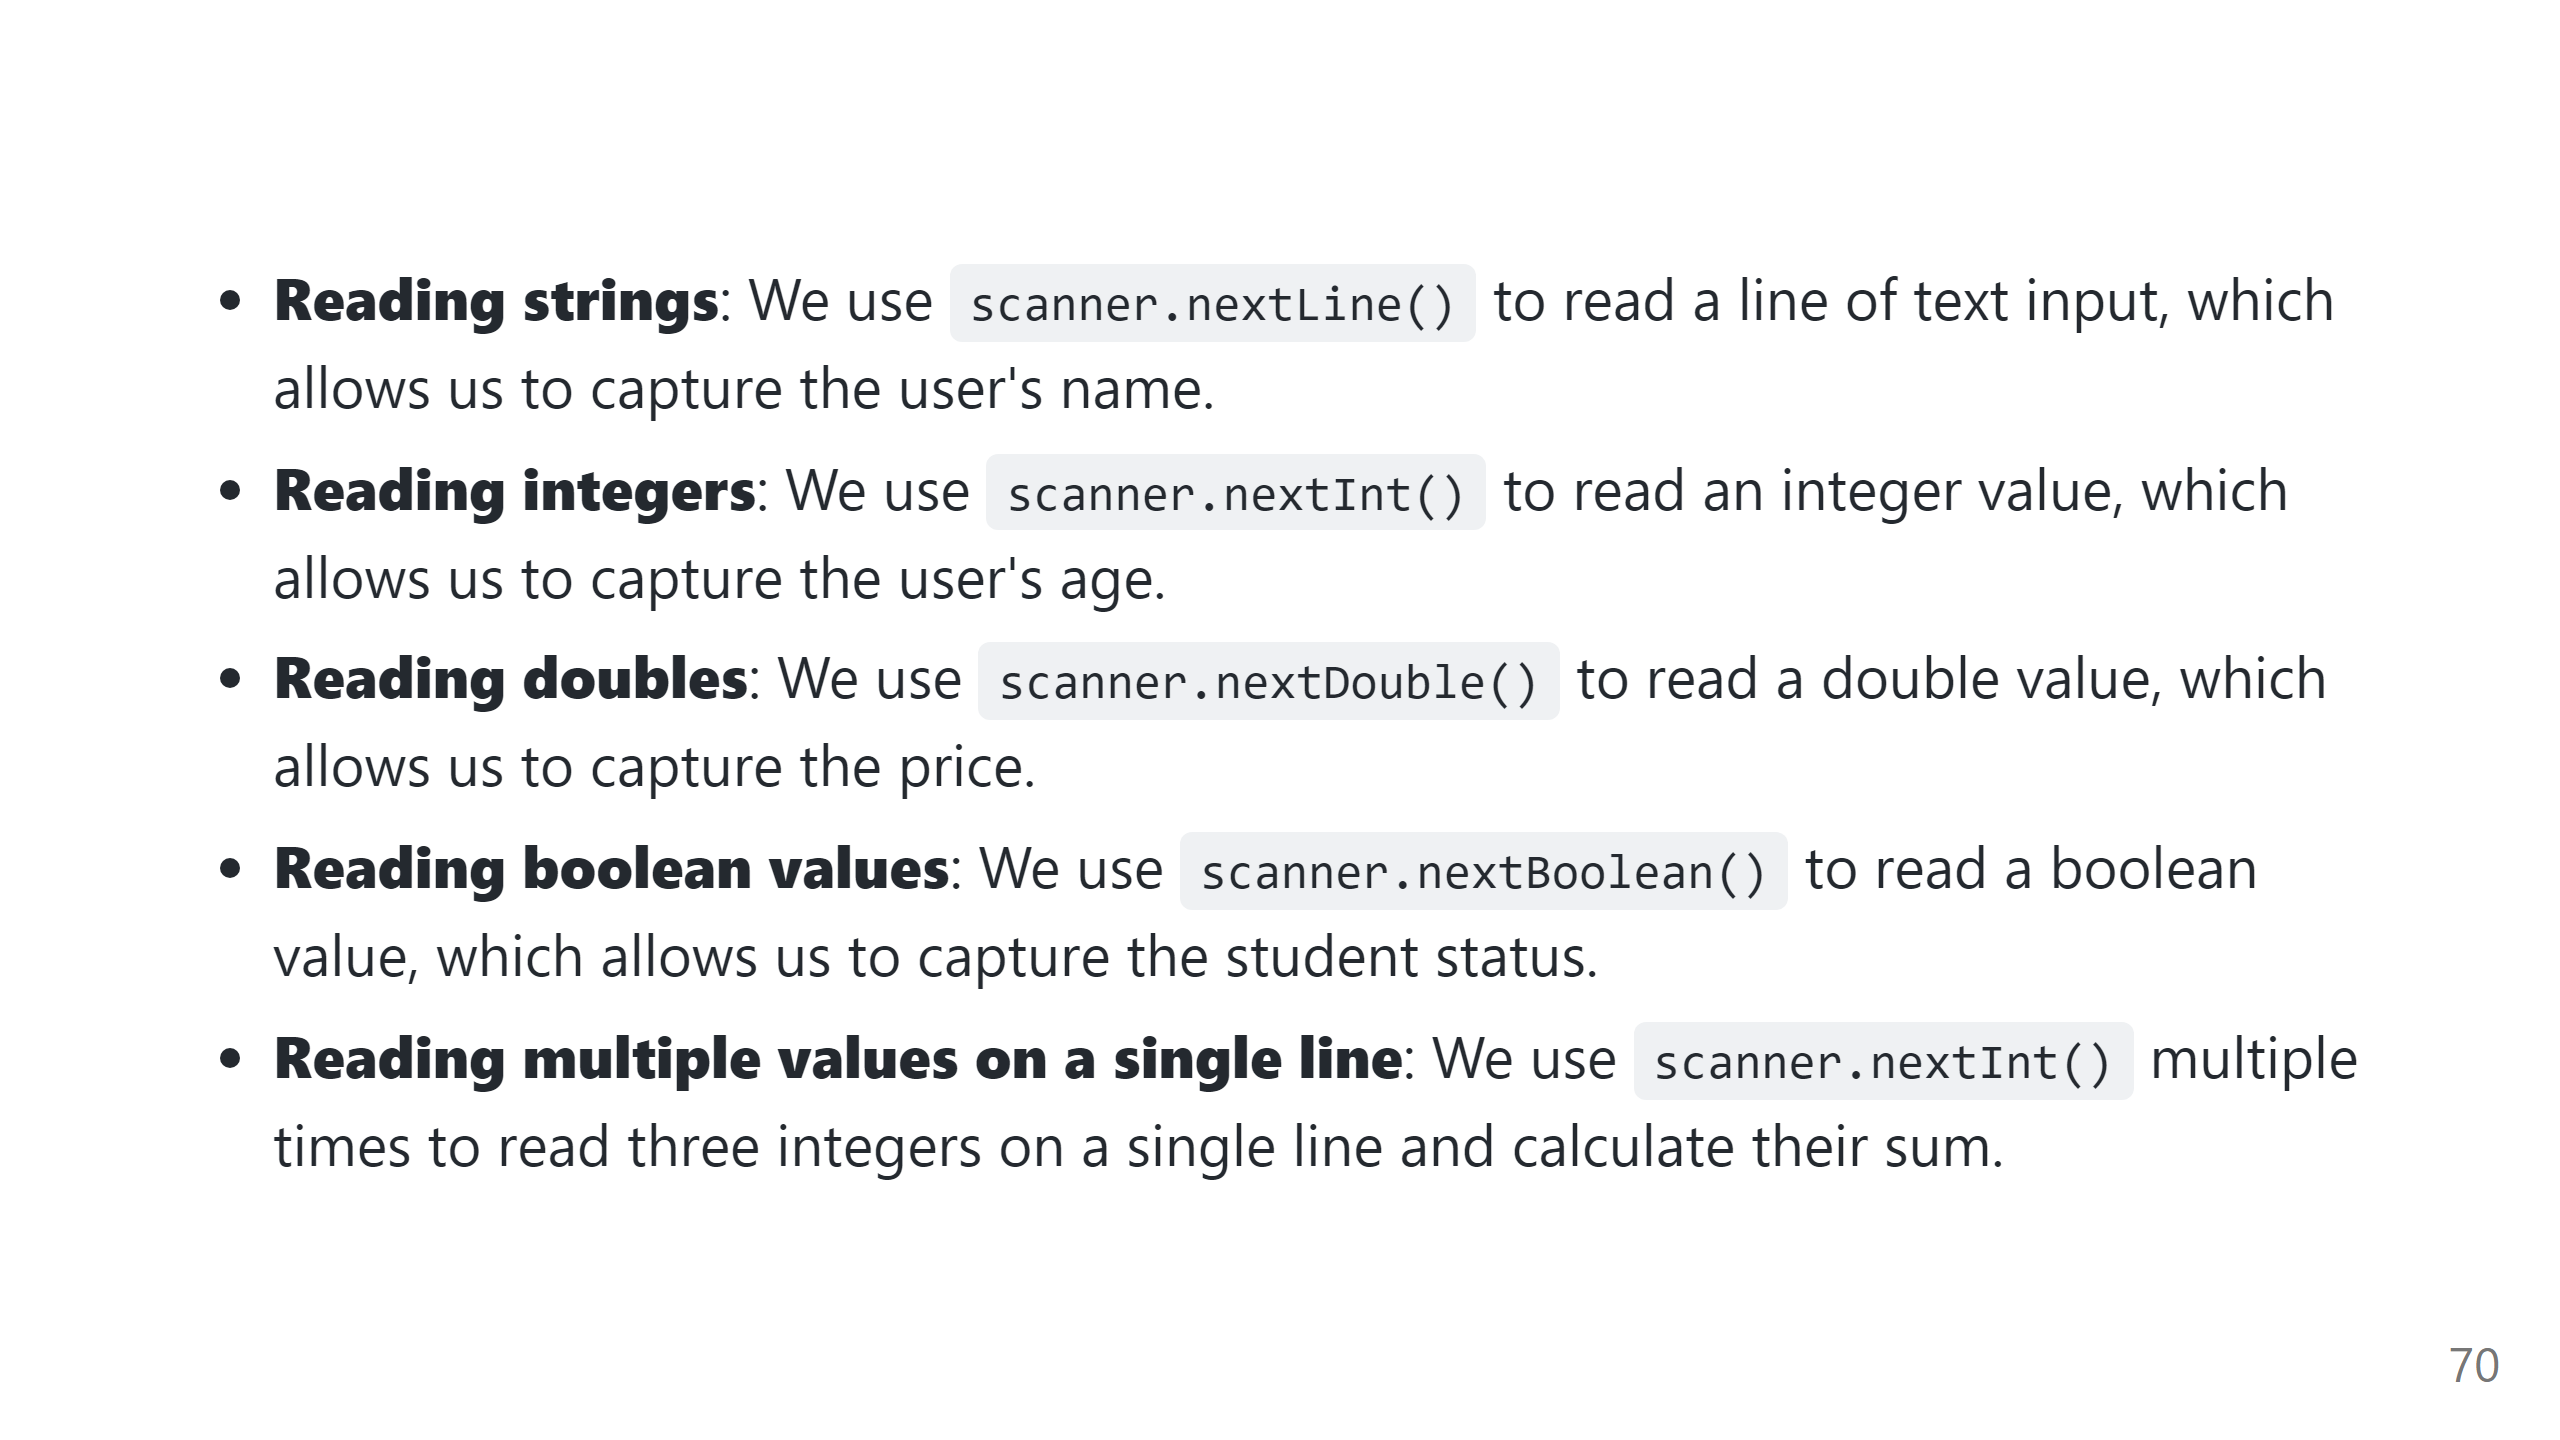 • Reading strings: We use scanner.nextLine() to read a line of text input, which
allows us to capture the user's name.
• Reading integers: We use scanner.nextInt() to read an integer value, which
allows us to capture the user's age.
• Reading doubles: We use scanner.nextDouble() to read a double value, which
allows us to capture the price.
• Reading boolean values: We use scanner.nextBoolean() to read a boolean
value, which allows us to capture the student status.
• Reading multiple values on a single line: We use scanner.nextInt() multiple
times to read three integers on a single line and calculate their sum.
70